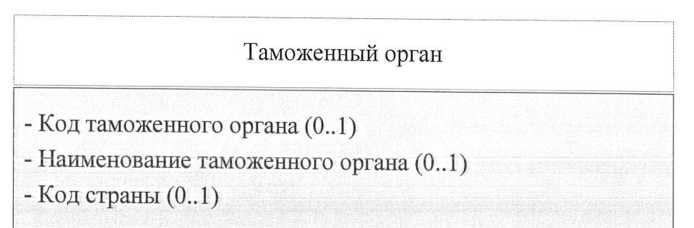 Таможенный орган
- Код таможенного органа (0..1)
- Наименование таможенного органа (0..1)
- Код страны (0..1)